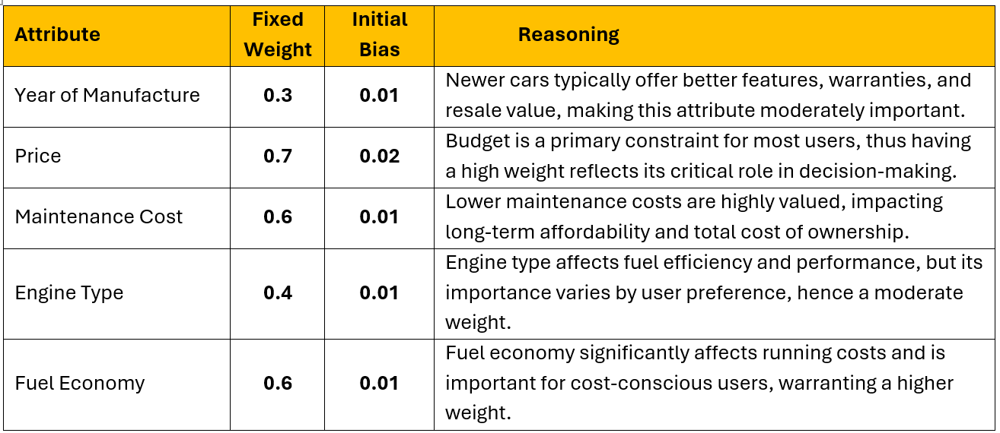 Attribute
Fixed
Weight
Initial
Bias
Reasoning
Year of Manufacture
0.3
0.01
Newer cars typically offer better features, warranties, and
resale value, making this attribute moderately important.
Price
0.7
0.02
Budget is a primary constraint for most users, thus having
a high weight reflects its critical role in decision-making.
Maintenance Cost
0.6
0.01
Lower maintenance costs are highly valued, impacting
long-term affordability and total cost of ownership.
Engine Type
0.4
0.01
Engine type affects fuel efficiency and performance, but its
importance varies by user preference, hence a moderate
weight.
Fuel Economy
0.6
0.01
Fuel economy significantly affects running costs and is
important for cost-conscious users, warranting a higher
weight.